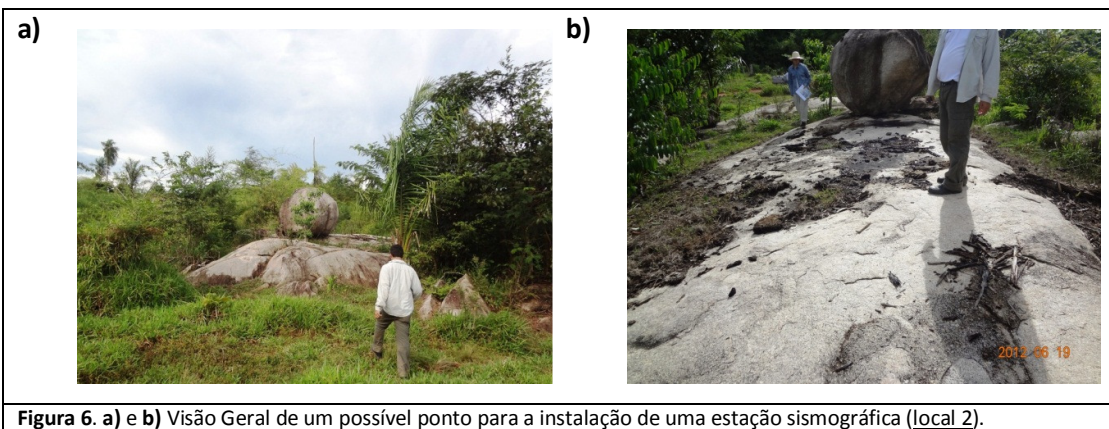 a)
b)
2012 06 19
Figura 6. a) e b) Visão Geral de um possível ponto para a instalação de uma estação sismográfica (local 2).